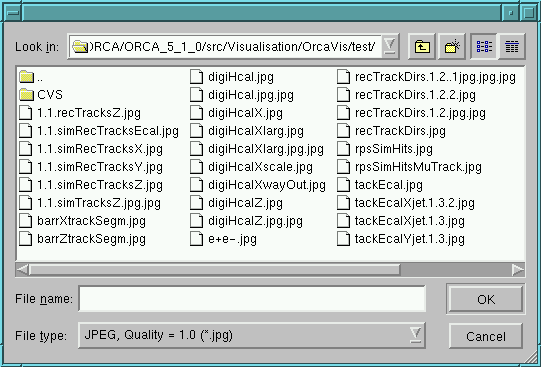 Look in: ORCA/ORCA_5_1_0/src/Visualisation/OrcaVis/test/
..
CVS
1.1.recTracksZ.jpg
1.1.simRecTracksEcal.jpg
1.1.simRecTracksX.jpg
1.1.simRecTracksY.jpg
1.1.simRecTracksZ.jpg
1.1.simTracksZ.jpg
barrXtrackSegm.jpg
barrZtrackSegm.jpg
digiHcal.jpg
digiHcal.jpg.jpg
digiHcalX.jpg
digiHcalXlarg.jpg
digiHcalXlarg.jpg.jpg
digiHcalXscale.jpg
digiHcalXwayOut.jpg
digiHcalZ.jpg
digiHcalZ.jpg.jpg
e+e-.jpg
recTrackDirs.1.2..1jpg.jpg.jpg
recTrackDirs.1.2.2.jpg
recTrackDirs.1.2.jpg.jpg
recTrackDirs.jpg
rpsSimHits.jpg
rpsSimHitsMuTrack.jpg
tackEcal.jpg
tackEcalXjet.1.3.2.jpg
tackEcalXjet.1.3.jpg
tackEcalYjet.1.3.jpg
File name:
OK
File type: JPEG, Quality = 1.0 (*.jpg)
Cancel